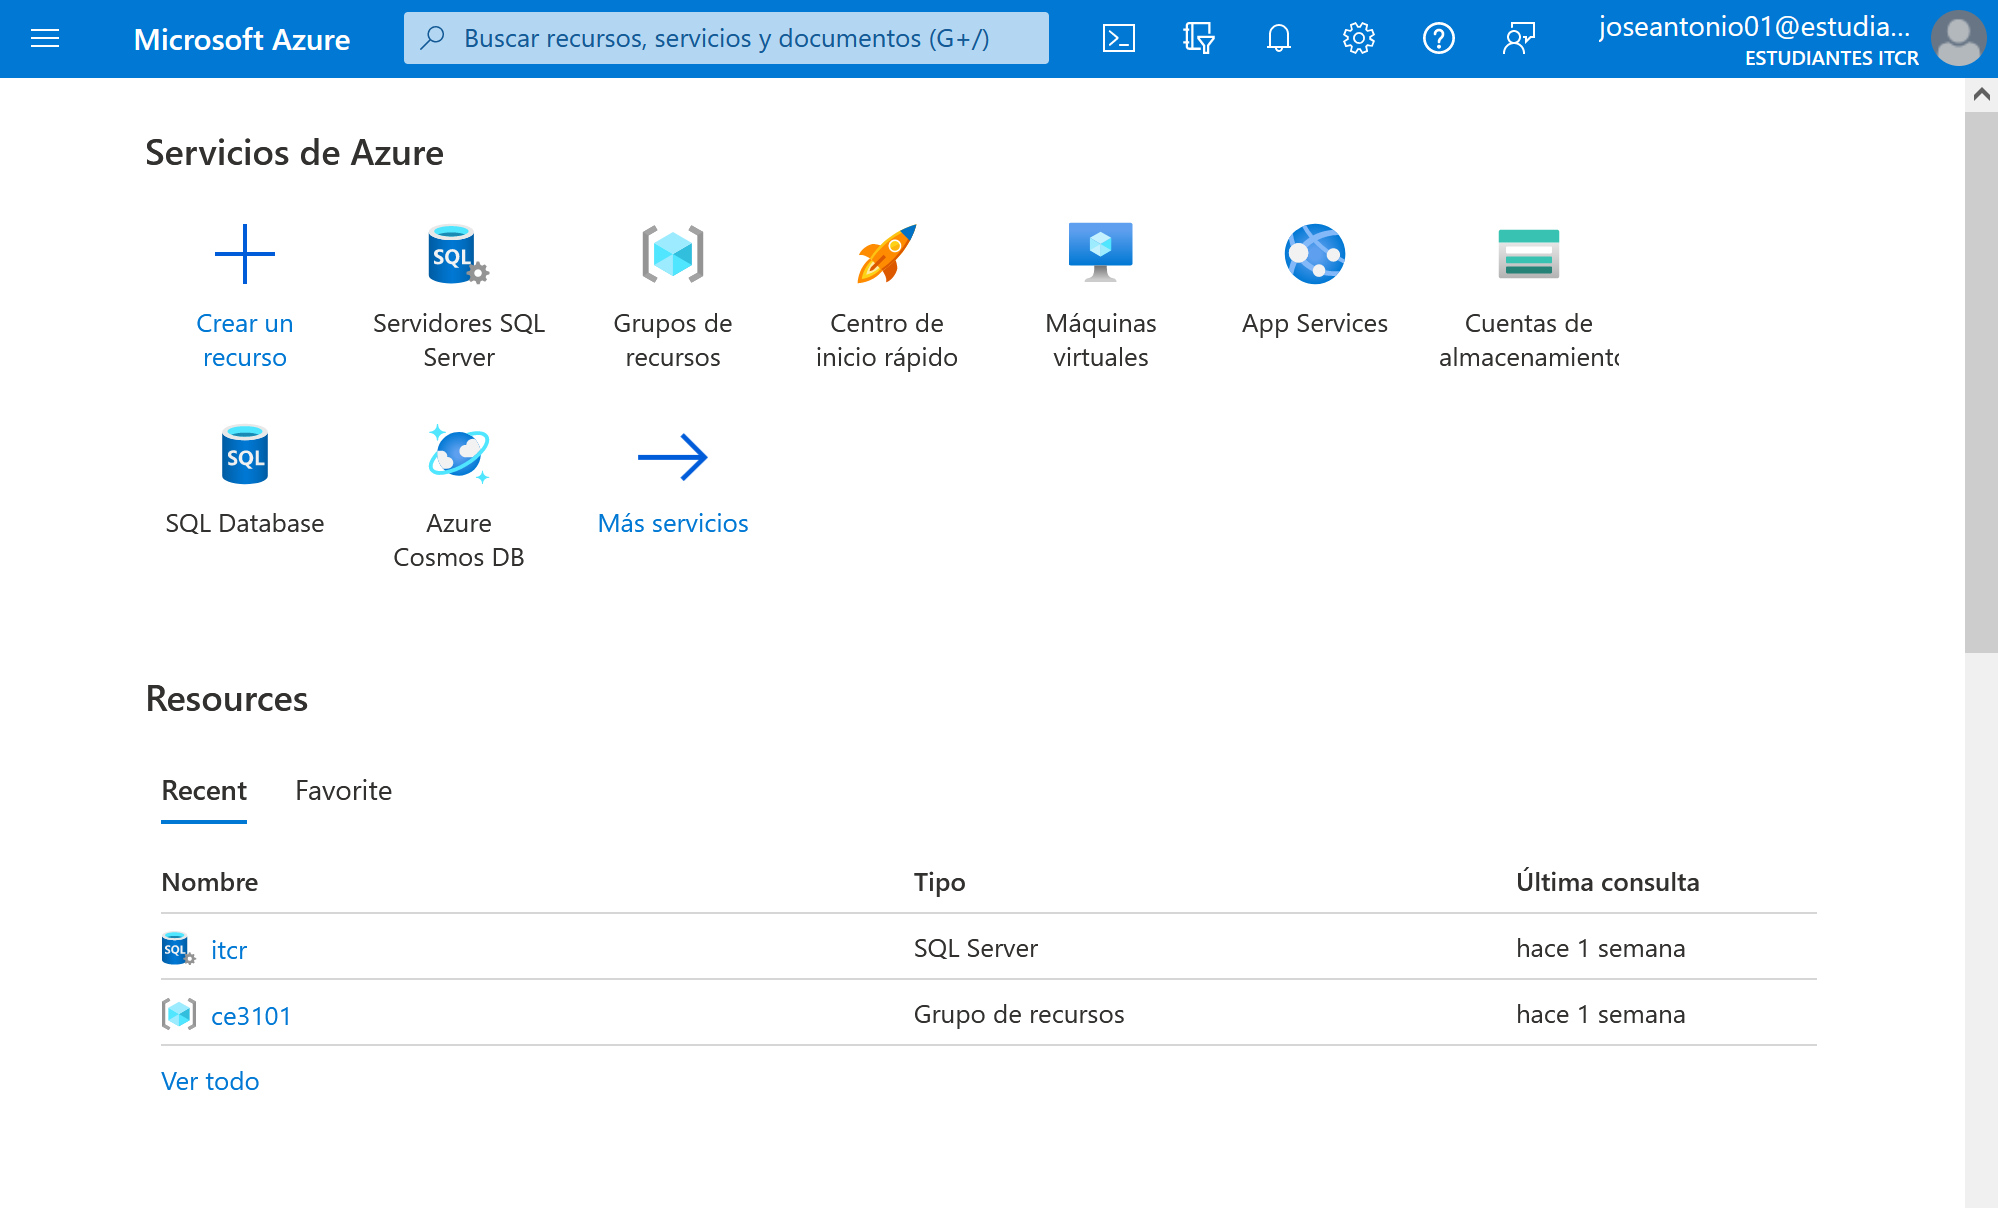 Microsoft Azure
Buscar recursos, servicios y documentos (G+/)
joseantonio01@estudia...
ESTUDIANTES ITCR
Servicios de Azure
Crear un
recurso
SQL
Servidores SQL
Server
Grupos de
recursos
Centro de
inicio rápido
Máquinas
virtuales
App Services
Cuentas de
almacenamiento
SQL
SQL Database
Azure
Cosmos DB
Más servicios
Resources
Recent Favorite
Nombre Tipo Última consulta
SQL itcr SQL Server hace 1 semana
ce3101 Grupo de recursos hace 1 semana
Ver todo